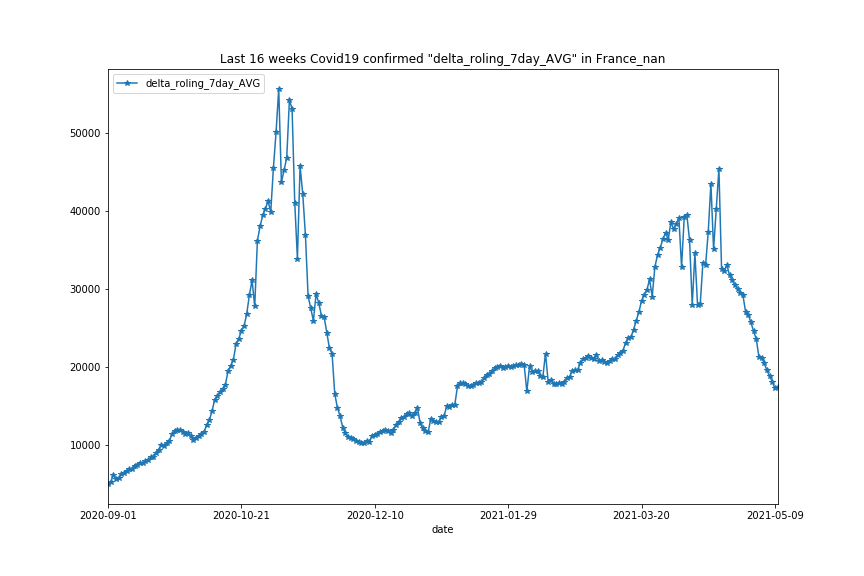 Last 16 weeks Covid19 confirmed "delta_roling_7day_AVG" in France_nan
delta_roling_7day_AVG
50000
40000
30000
20000
10000
2020-09-01 2020-10-21 2020-12-10 2021-01-29 2021-03-20 2021-05-09
date